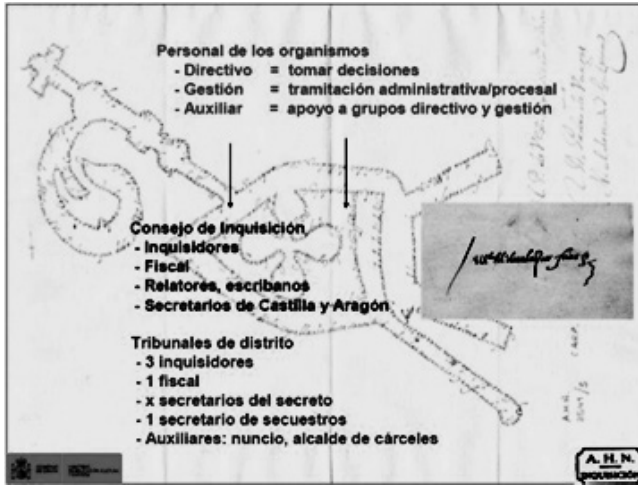 Personal de los organismos
- Directivo = tomar decisiones
- Gestión = tramitación administrativa/procesal
- Auxiliar = apoyo a grupos directivo y gestión
Consejo de Inquisición
- Inquisidores
- Fiscal
- Relatores, escribanos
- Secretarios de Castilla y Aragón
Tribunales de distrito
- 3 inquisidores
- 1 fiscal
- x secretarios del secreto
- 1 secretario de secuestros
- Auxiliares: nuncio, alcalde de cárceles
A. H. N.
INQUISICIÓN